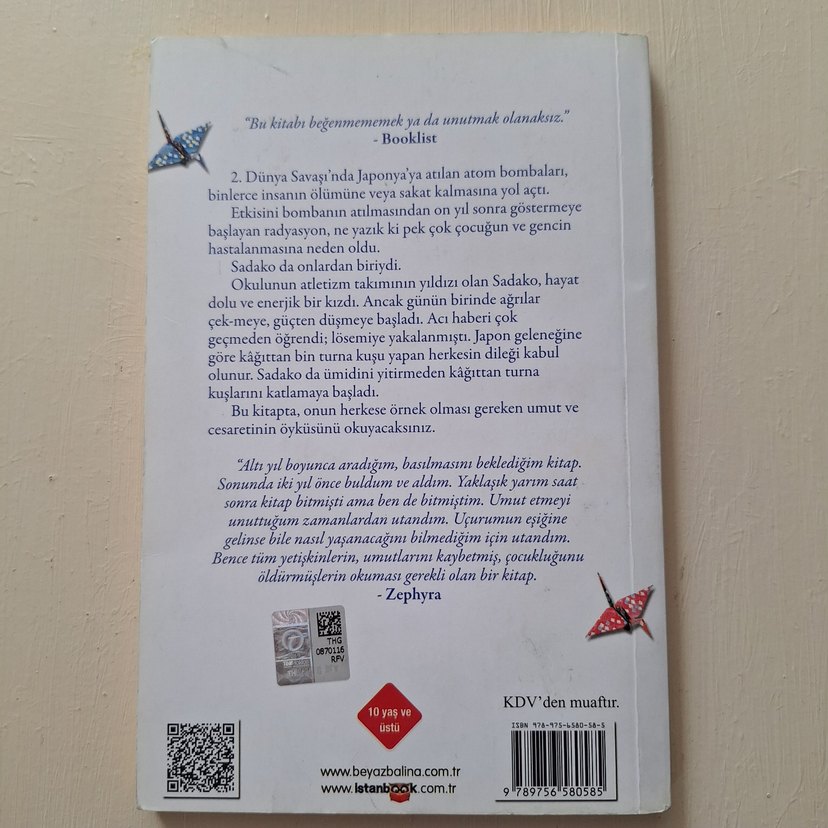 “Bu kitabı beğenmememek ya da unutmak olanaksız.”
- Booklist
2. Dünya Savaşı’nda Japonya’ya atılan atom bombaları,
binlerce insanın ölümüne veya sakat kalmasına yol açtı.
Etkisini bombanın atılmasından on yıl sonra göstermeye
başlayan radyasyon, ne yazık ki pek çok çocuğun ve gencin
hastalanmasına neden oldu.
Sadako da onlardan biriydi.
Okulunun atletizm takımının yıldızı olan Sadako, hayat
dolu ve enerjik bir kızdı. Ancak günün birinde ağrılar
çek-meye, güçten düşmeye başladı. Acı haberi çok
geçmeden öğrendi; lösemiye yakalanmıştı. Japon geleneğine
göre kâğıttan bin turna kuşu yapan herkesin dileği kabul
olunur. Sadako da ümidini yitirmeden kâğıttan turna
kuşlarını katlamaya başladı.
Bu kitapta, onun herkese örnek olması gereken umut ve
cesaretinin öyküsünü okuyacaksınız.
“Altı yıl boyunca aradığım, basılmasını beklediğim kitap.
Sonunda iki yıl önce buldum ve aldım. Yaklaşık yarım saat
sonra kitap bitmişti ama ben de bitmiştim. Umut etmeyi
unuttuğum zamanlardan utandım. Uçurumun eşiğine
gelinse bile nasıl yaşanacağını bilmediğim için utandım.
Bence tüm yetişkinlerin, umutlarını kaybetmiş, çocukluğunu
öldürmüşlerin okuması gerekli olan bir kitap.
- Zephyra
THG
0870116
RFV
10 yaş ve
üstü
KDV’den muaftır.
ISBN 978-975-6580-58-5
9 789756 580585
www.beyazbalina.com.tr
www.istanbook.com.tr